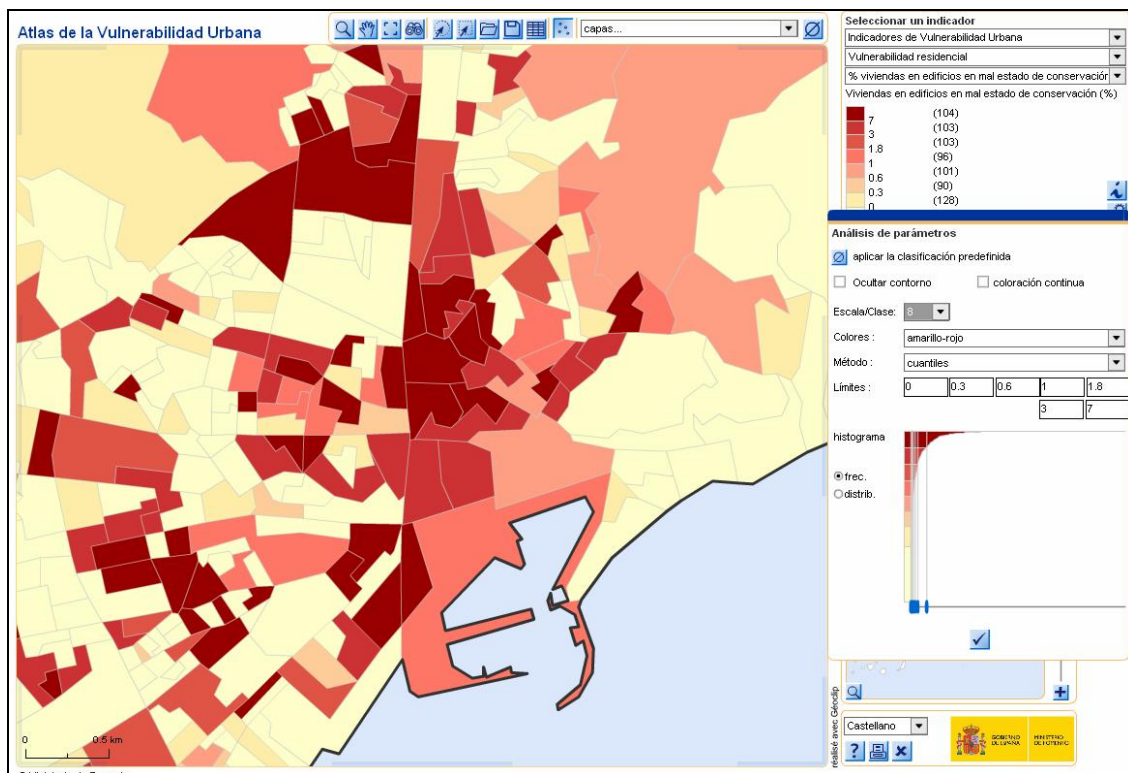 Atlas de la Vulnerabilidad Urbana
capas...
Seleccionar un indicador
Indicadores de Vulnerabilidad Urbana
Vulnerabilidad residencial
% viviendas en edificios en mal estado de conservación
Viviendas en edificios en mal estado de conservación (%)
(104)
7
(103)
3
(103)
1.8
(96)
1
(101)
0.6
(90)
0.3
(128)
0
Análisis de parámetros
aplicar la clasificación predefinida
Ocultar contorno
coloración continua
Escala/Clase:
8
Colores :
amarillo-rojo
Método :
cuantiles
Límites :
0
0.3
0.6
1
1.8
3
7
histograma
frec.
distrib.
0
0.5 km
réalisé avec Géoclip
Castellano
GOBIERNO
DE ESPAÑA
MINISTERIO
DE FOMENTO